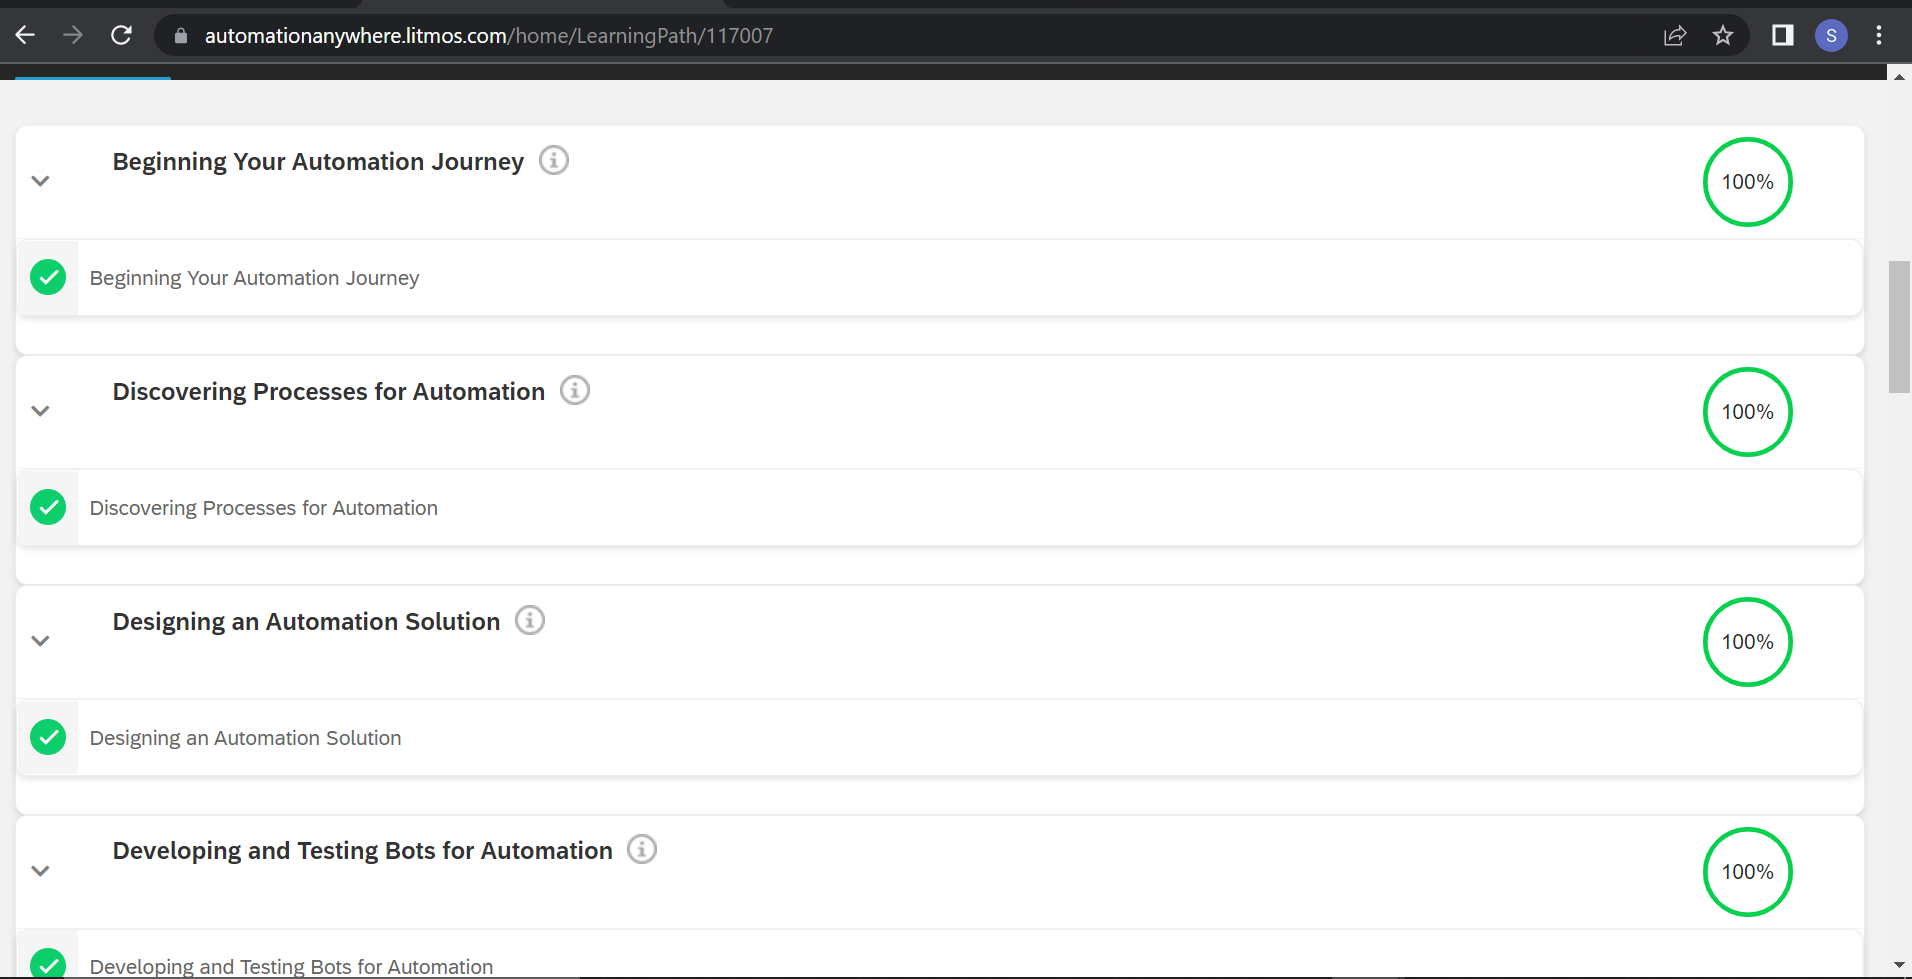 automationanywhere.litmos.com/home/LearningPath/117007
S
Beginning Your Automation Journey
100%
Beginning Your Automation Journey
Discovering Processes for Automation
100%
Discovering Processes for Automation
Designing an Automation Solution
100%
Designing an Automation Solution
Developing and Testing Bots for Automation
100%
Developing and Testing Bots for Automation